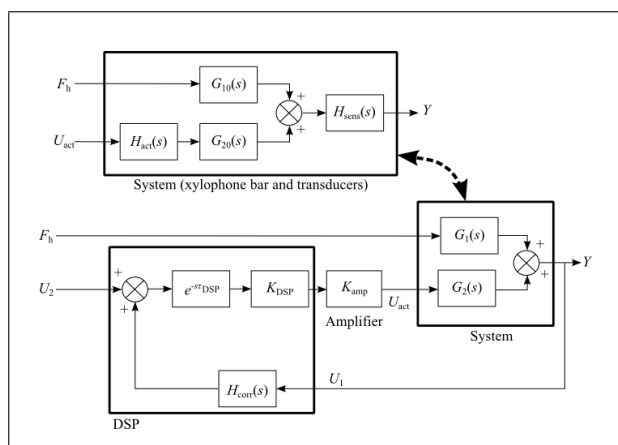 F_h G_10(s) + H_sens(s) Y
+
U_act H_act(s) G_20(s)
System (xylophone bar and transducers)
F_h G_1(s) + Y
+
U_2 + e^{-sτ_DSP} K_DSP K_amp G_2(s)
+ U_act
Amplifier System
H_corr(s) U_1
DSP